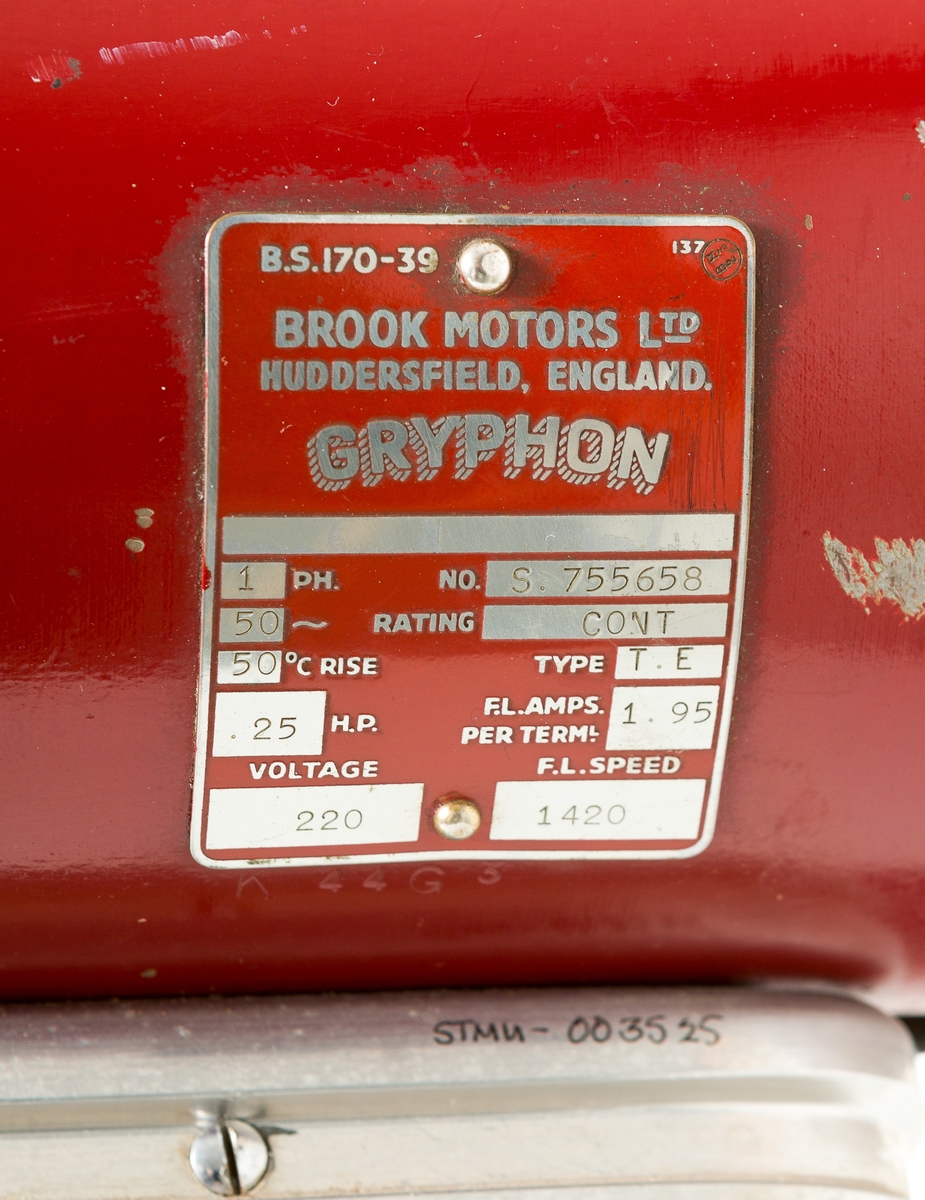 B.S.170-39 137
BROOK MOTORS LTD
HUDDERSFIELD, ENGLAND.
GRYPHON
1 PH. NO. S. 755658
50 ~ RATING CONT
50 °C RISE TYPE T.E
.25 H.P. F.L.AMPS. PER TERML 1.95
VOLTAGE F.L.SPEED
220 1420
K 44G 5
STMU- 003525